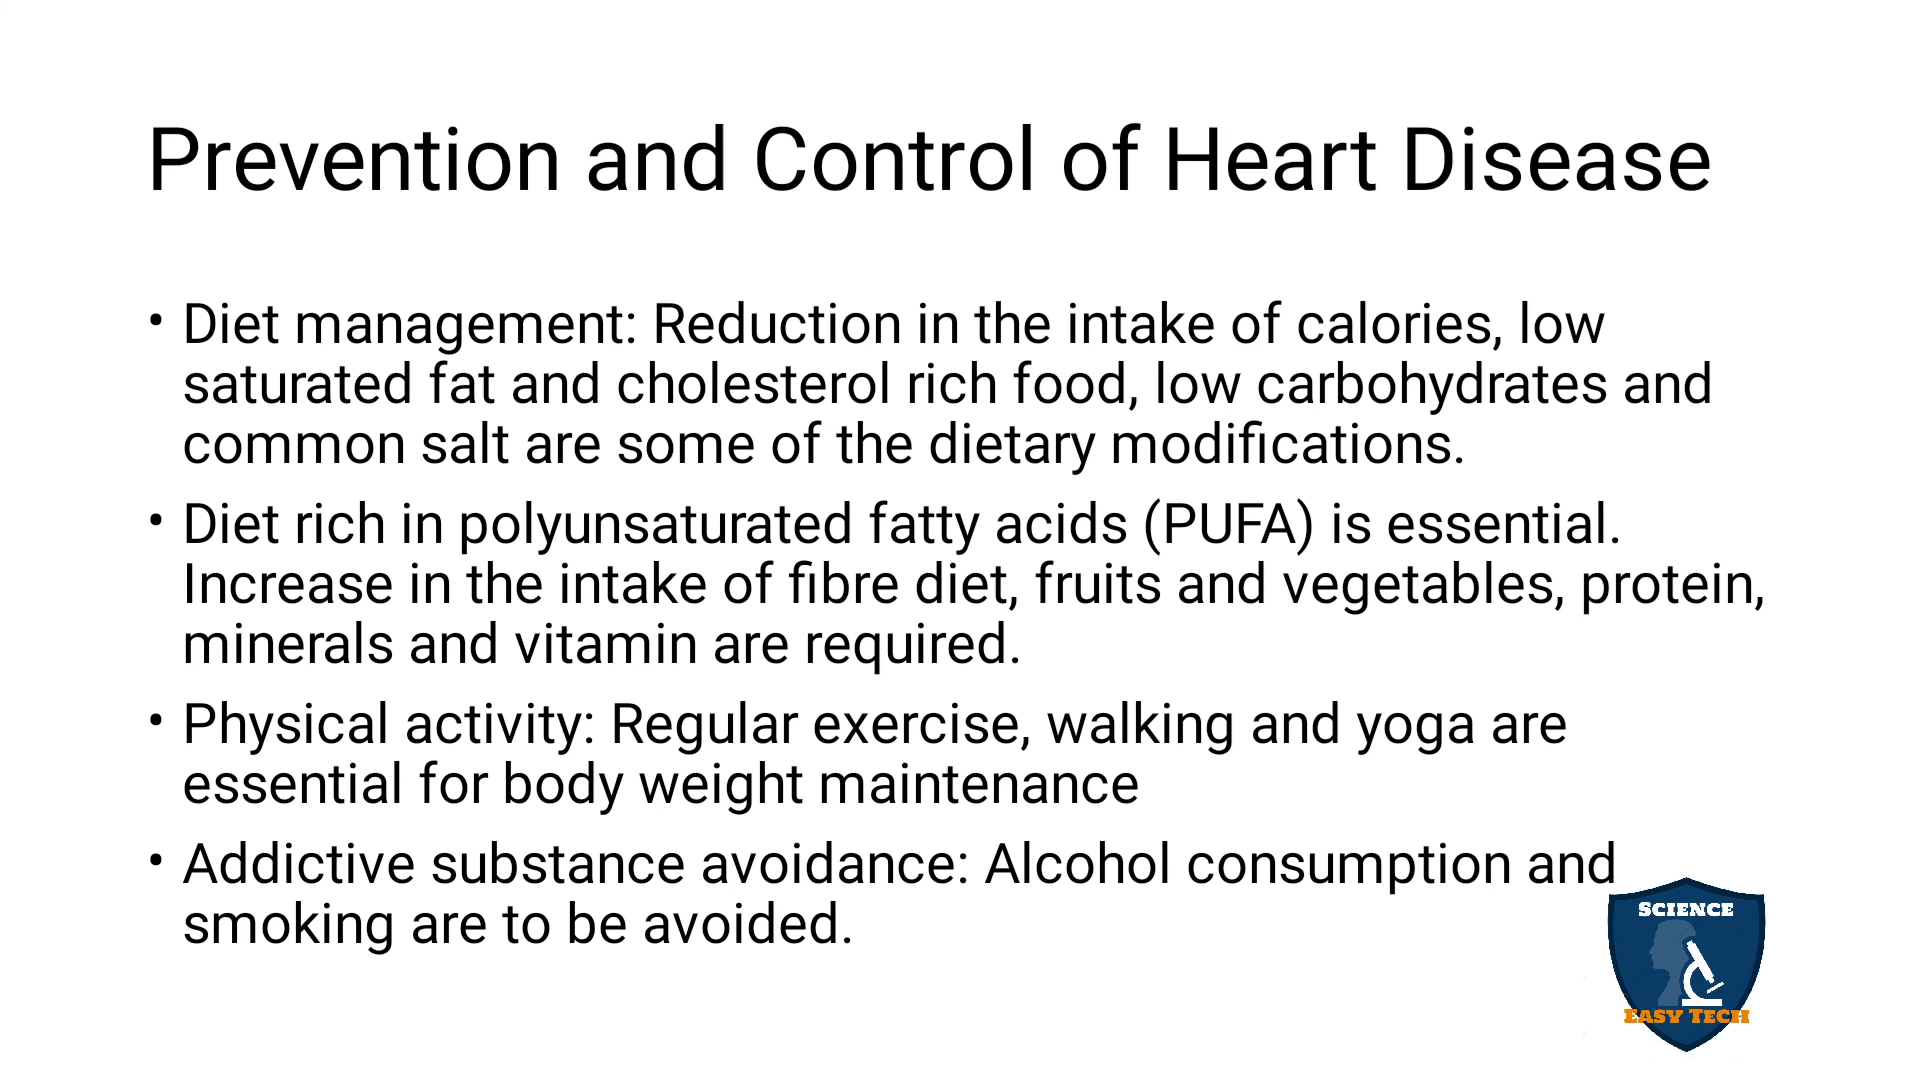 Prevention and Control of Heart Disease
• Diet management: Reduction in the intake of calories, low
saturated fat and cholesterol rich food, low carbohydrates and
common salt are some of the dietary modifications.
• Diet rich in polyunsaturated fatty acids (PUFA) is essential.
Increase in the intake of fibre diet, fruits and vegetables, protein,
minerals and vitamin are required.
• Physical activity: Regular exercise, walking and yoga are
essential for body weight maintenance
• Addictive substance avoidance: Alcohol consumption and
smoking are to be avoided.
SCIENCE
EASY TECH